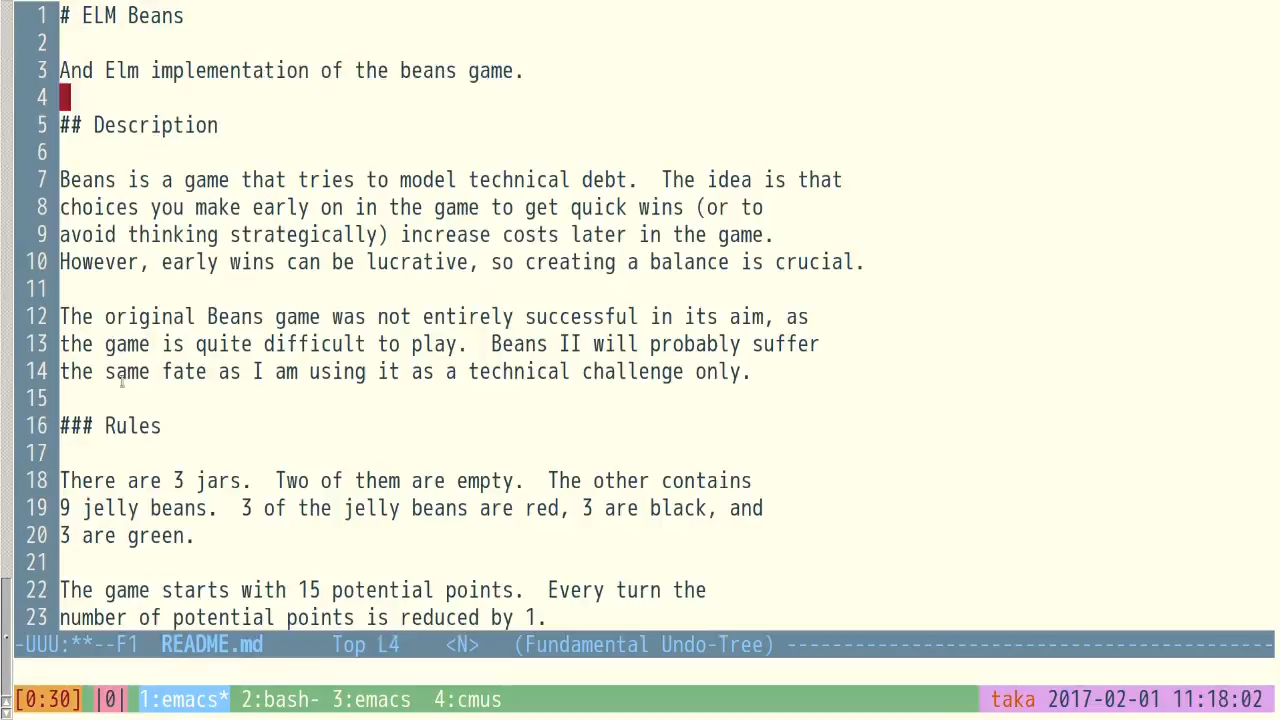 1 # ELM Beans
2
3 And Elm implementation of the beans game.
4
5 ## Description
6
7 Beans is a game that tries to model technical debt.  The idea is that
8 choices you make early on in the game to get quick wins (or to
9 avoid thinking strategically) increase costs later in the game.
10 However, early wins can be lucrative, so creating a balance is crucial.
11
12 The original Beans game was not entirely successful in its aim, as
13 the game is quite difficult to play.  Beans II will probably suffer
14 the same fate as I am using it as a technical challenge only.
15
16 ### Rules
17
18 There are 3 jars.  Two of them are empty.  The other contains
19 9 jelly beans.  3 of the jelly beans are red, 3 are black, and
20 3 are green.
21
22 The game starts with 15 potential points.  Every turn the
23 number of potential points is reduced by 1.
-UUU:**--F1  README.md      Top L4    <N>   (Fundamental Undo-Tree) -------------------------------------------
[0:30] |0| 1:emacs* 2:bash- 3:emacs  4:cmus taka 2017-02-01 11:18:02